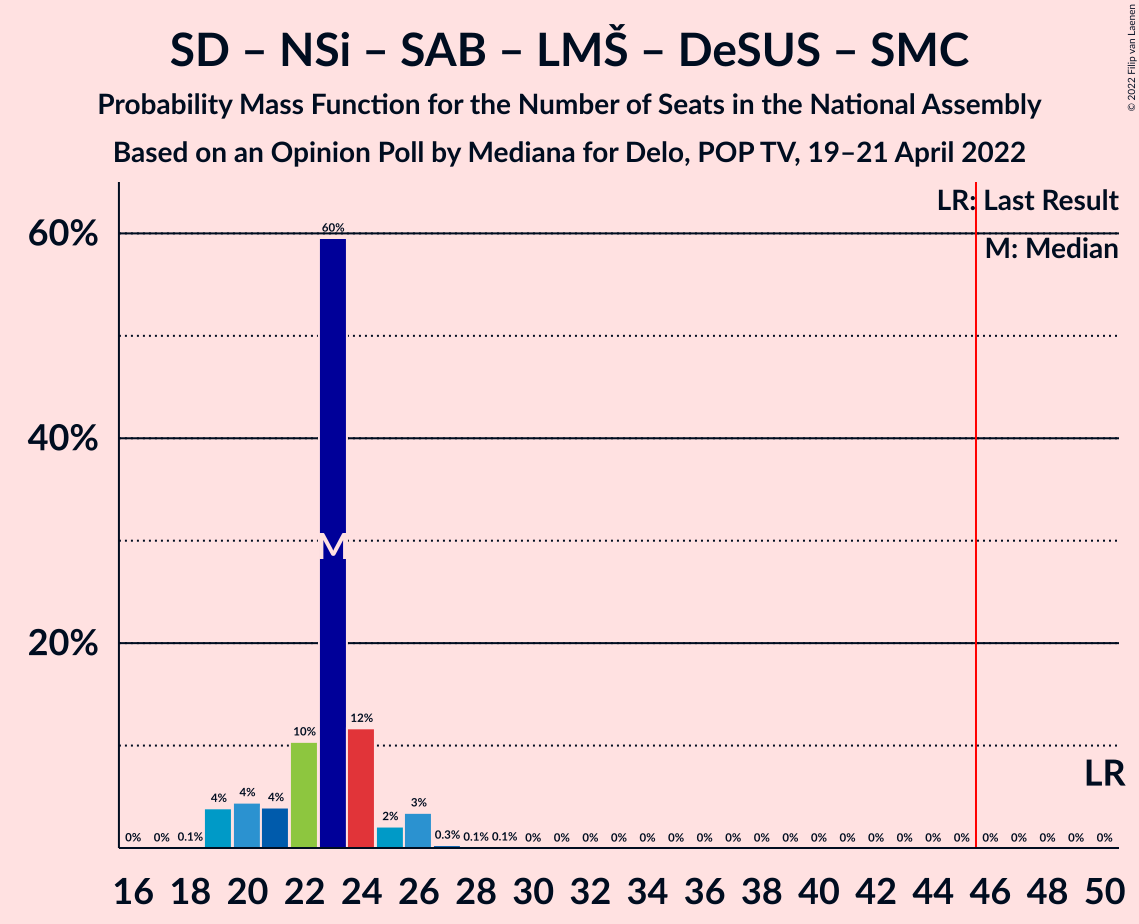 SD – NSi – SAB – LMŠ – DeSUS – SMC
Probability Mass Function for the Number of Seats in the National Assembly
Based on an Opinion Poll by Mediana for Delo, POP TV, 19–21 April 2022
© 2022 Filip van Laenen
LR: Last Result
M: Median
60%
40%
20%
0% 0% 0.1% 4% 4% 4% 10% 60% 12% 2% 3% 0.3% 0.1% 0.1% 0% 0% 0% 0% 0% 0% 0% 0% 0% 0% 0% 0% 0% 0% 0% 0% 0% 0% 0% 0% 0%
M
LR
16 18 20 22 24 26 28 30 32 34 36 38 40 42 44 46 48 50